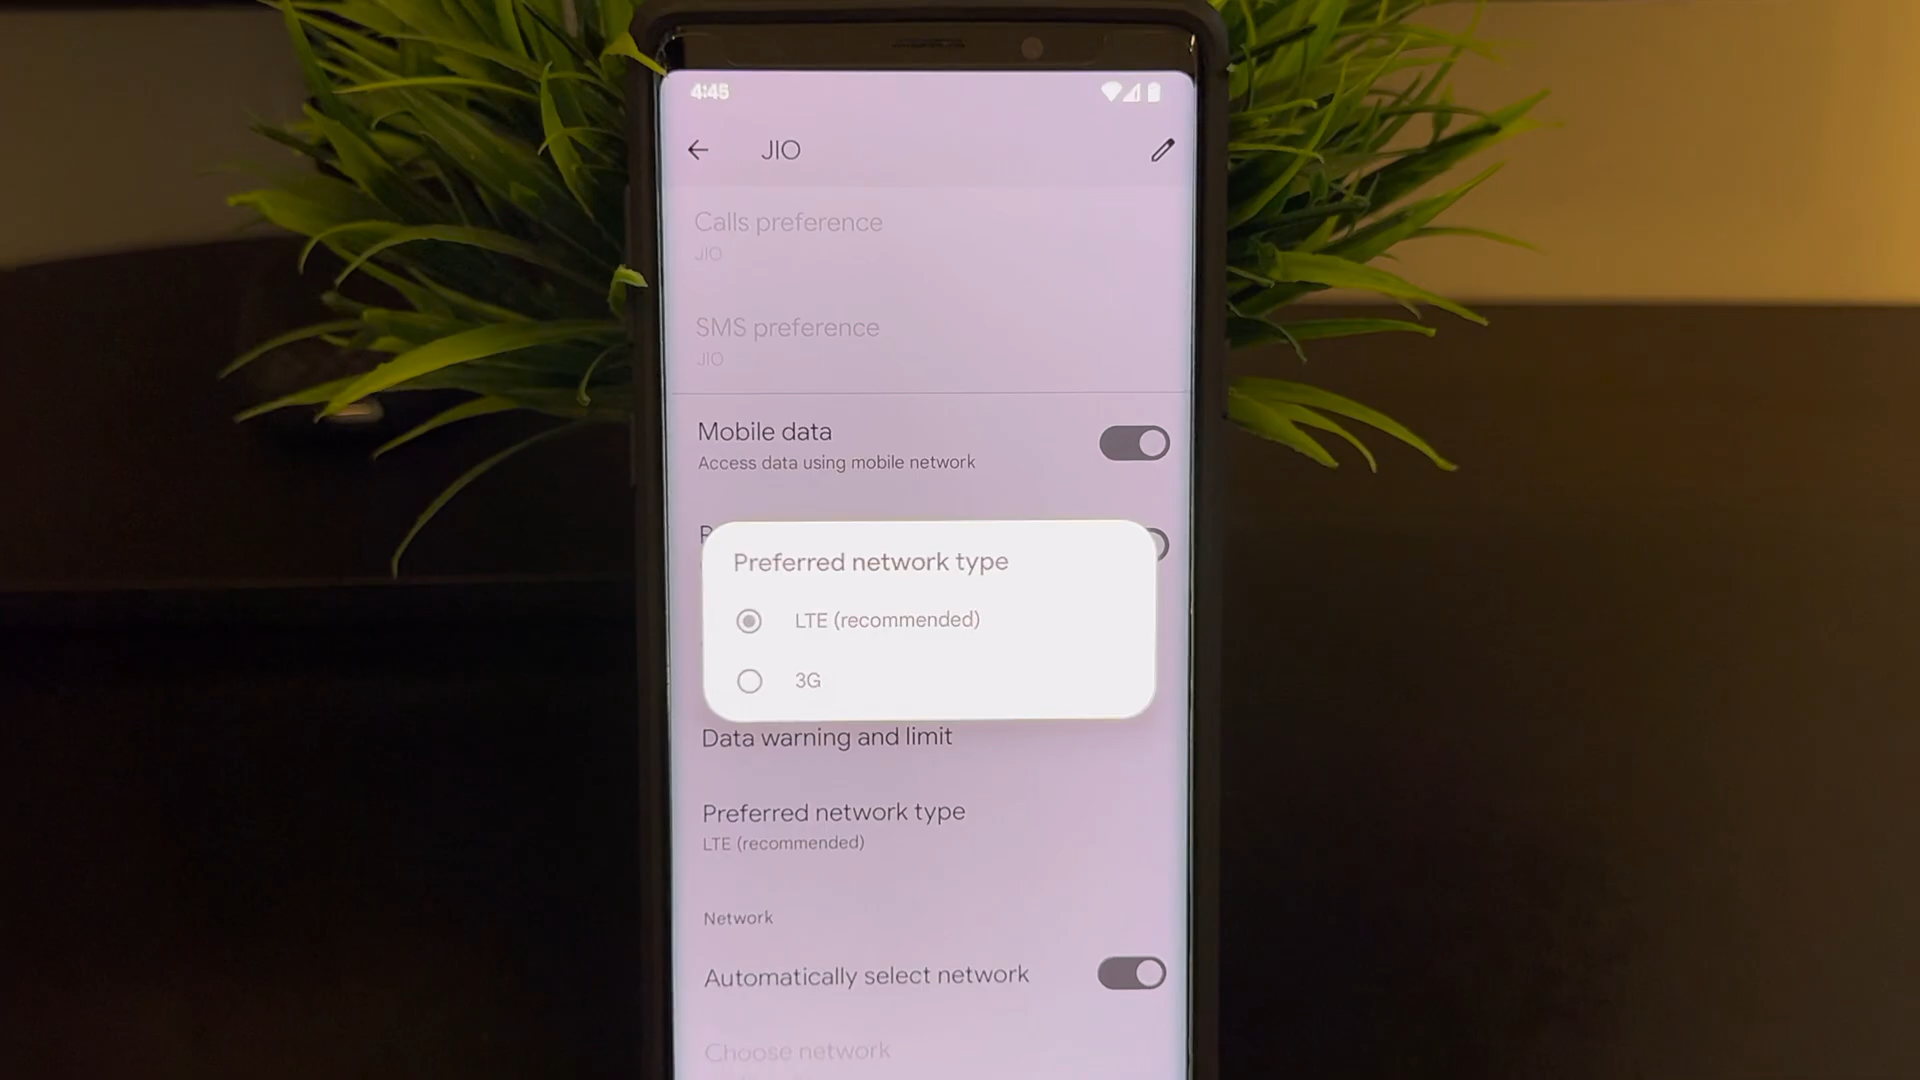 4:45
JIO
Calls preference
JIO
SMS preference
JIO
Mobile data
Access data using mobile network
Preferred network type
LTE (recommended)
3G
Data warning and limit
Preferred network type
LTE (recommended)
Network
Automatically select network
Choose network